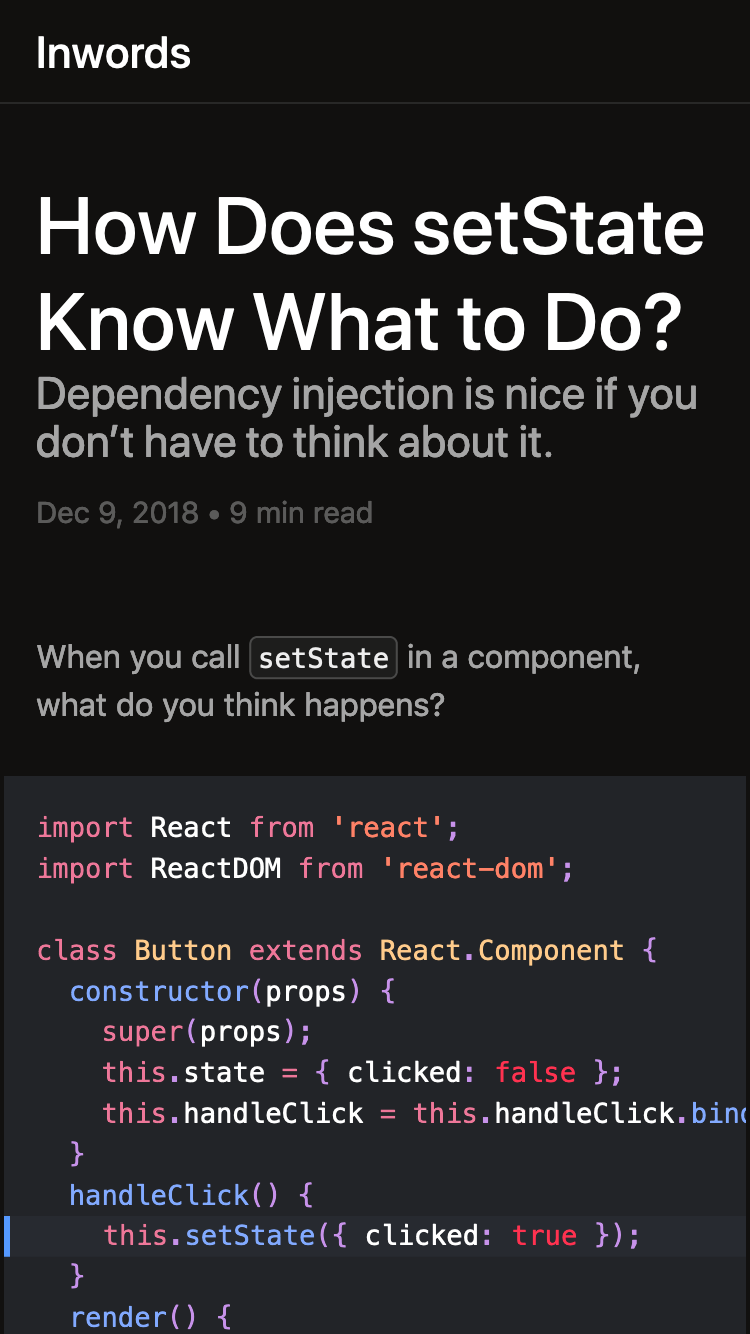 Inwords
How Does setState
Know What to Do?
Dependency injection is nice if you
don’t have to think about it.
Dec 9, 2018 • 9 min read
When you call setState in a component,
what do you think happens?
import React from 'react';
import ReactDOM from 'react-dom';
class Button extends React.Component {
  constructor(props) {
    super(props);
    this.state = { clicked: false };
    this.handleClick = this.handleClick.bind
  }
  handleClick() {
    this.setState({ clicked: true });
  }
  render() {